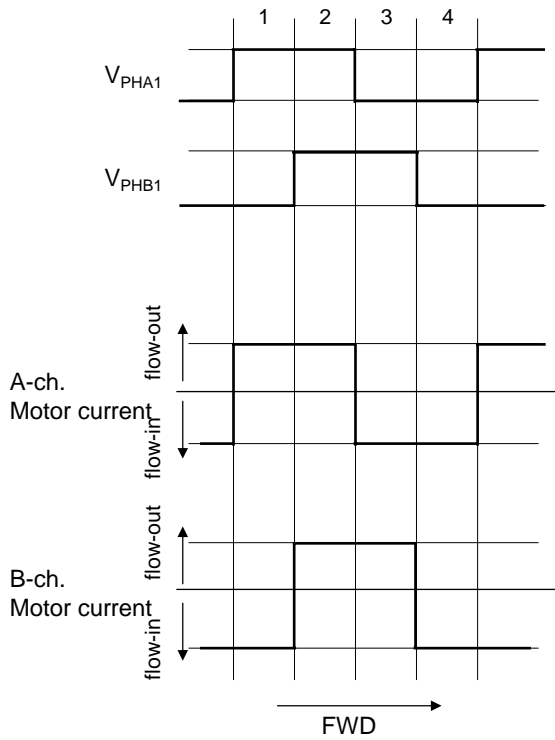 1 2 3 4
VPHA1
VPHB1
flow-out
A-ch.
Motor current
flow-in
flow-out
B-ch.
Motor current
flow-in
FWD